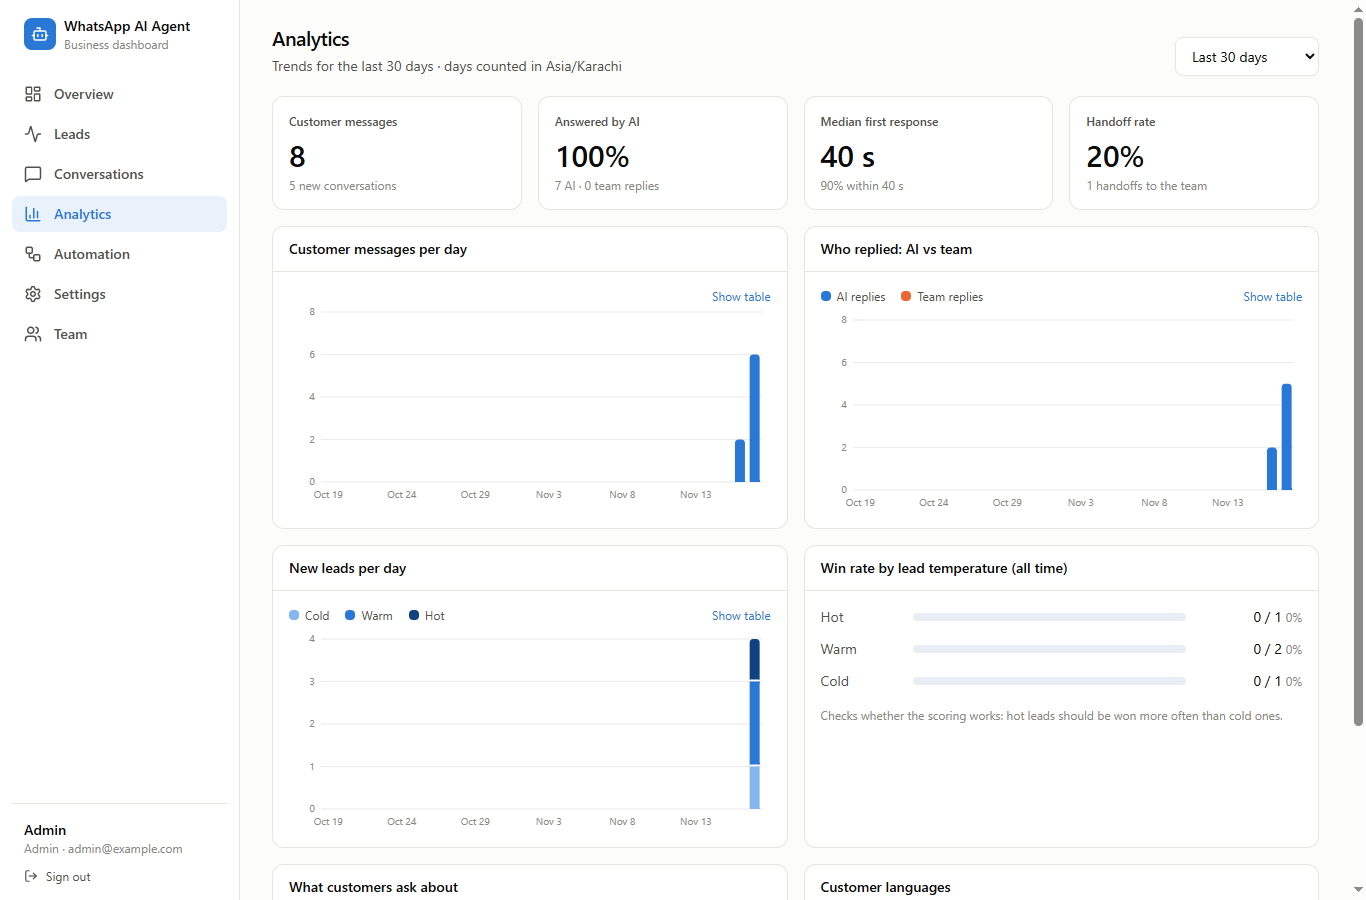 WhatsApp AI Agent
Business dashboard
Overview
Leads
Conversations
Analytics
Automation
Settings
Team
Admin
Admin · admin@example.com
Sign out
Analytics
Trends for the last 30 days · days counted in Asia/Karachi
Last 30 days
Customer messages
8
5 new conversations
Answered by AI
100%
7 AI · 0 team replies
Median first response
40 s
90% within 40 s
Handoff rate
20%
1 handoffs to the team
Customer messages per day
Show table
8
6
4
2
0
Oct 19 Oct 24 Oct 29 Nov 3 Nov 8 Nov 13
Who replied: AI vs team
AI replies Team replies Show table
8
6
4
2
0
Oct 19 Oct 24 Oct 29 Nov 3 Nov 8 Nov 13
New leads per day
Cold Warm Hot Show table
4
3
2
1
0
Oct 19 Oct 24 Oct 29 Nov 3 Nov 8 Nov 13
Win rate by lead temperature (all time)
Hot 0 / 1 0%
Warm 0 / 2 0%
Cold 0 / 1 0%
Checks whether the scoring works: hot leads should be won more often than cold ones.
What customers ask about
Customer languages